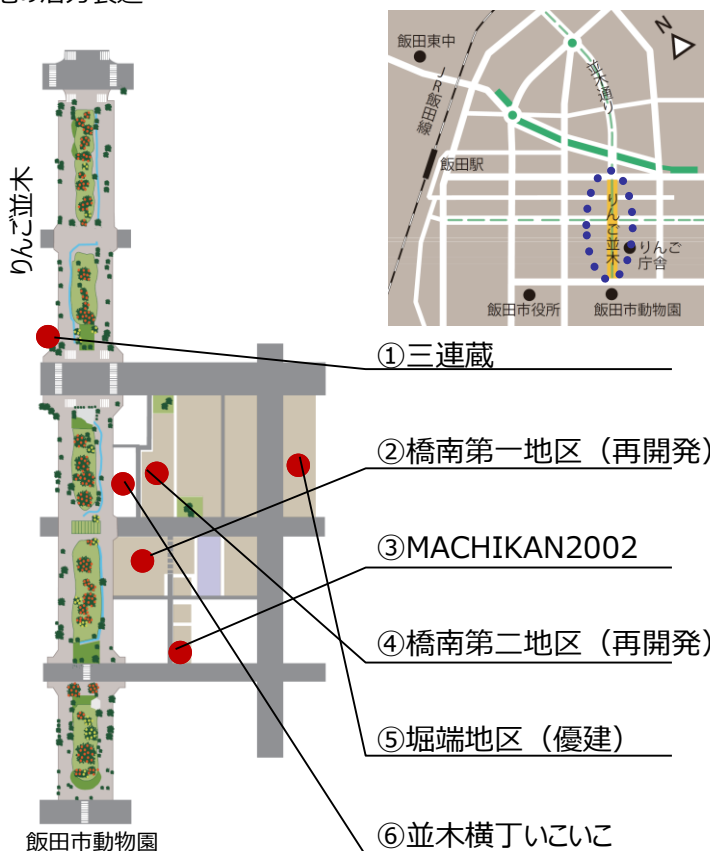 N
飯田東中
JR飯田線
並木通り
飯田駅
りんご並木
りんご
庁舎
飯田市役所
飯田市動物園
りんご並木
①三連蔵
②橋南第一地区（再開発）
③MACHIKAN2002
④橋南第二地区（再開発）
⑤堀端地区（優建）
⑥並木横丁いこいこ
飯田市動物園